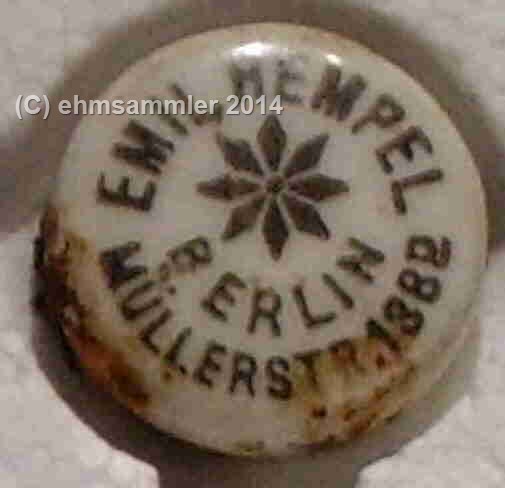 EMIL HEMPEL
BERLIN
MÜLLERSTR. 138a
(C) ehmsammler 2014